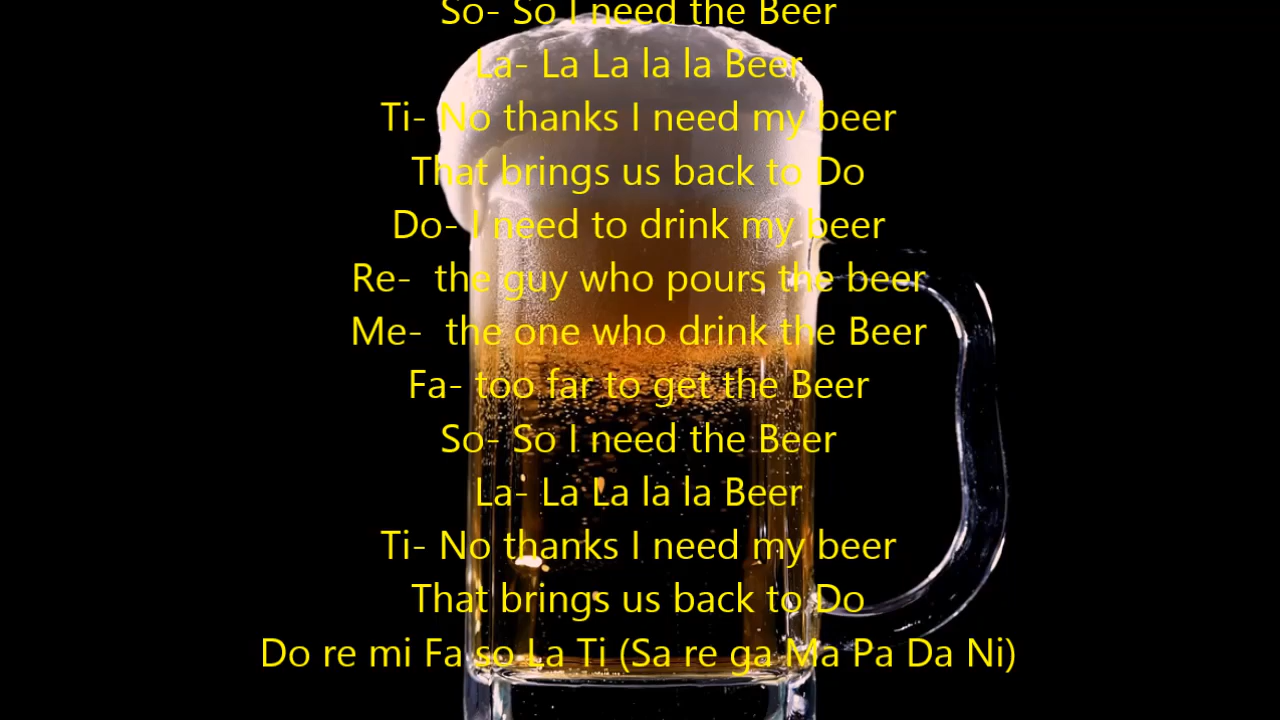 So- So I need the Beer
La- La La la la Beer
Ti- No thanks I need my beer
That brings us back to Do
Do- I need to drink my beer
Re-  the guy who pours the beer
Me-  the one who drink the Beer
Fa- too far to get the Beer
So- So I need the Beer
La- La La la la Beer
Ti- No thanks I need my beer
That brings us back to Do
Do re mi Fa so La Ti (Sa re ga Ma Pa Da Ni)